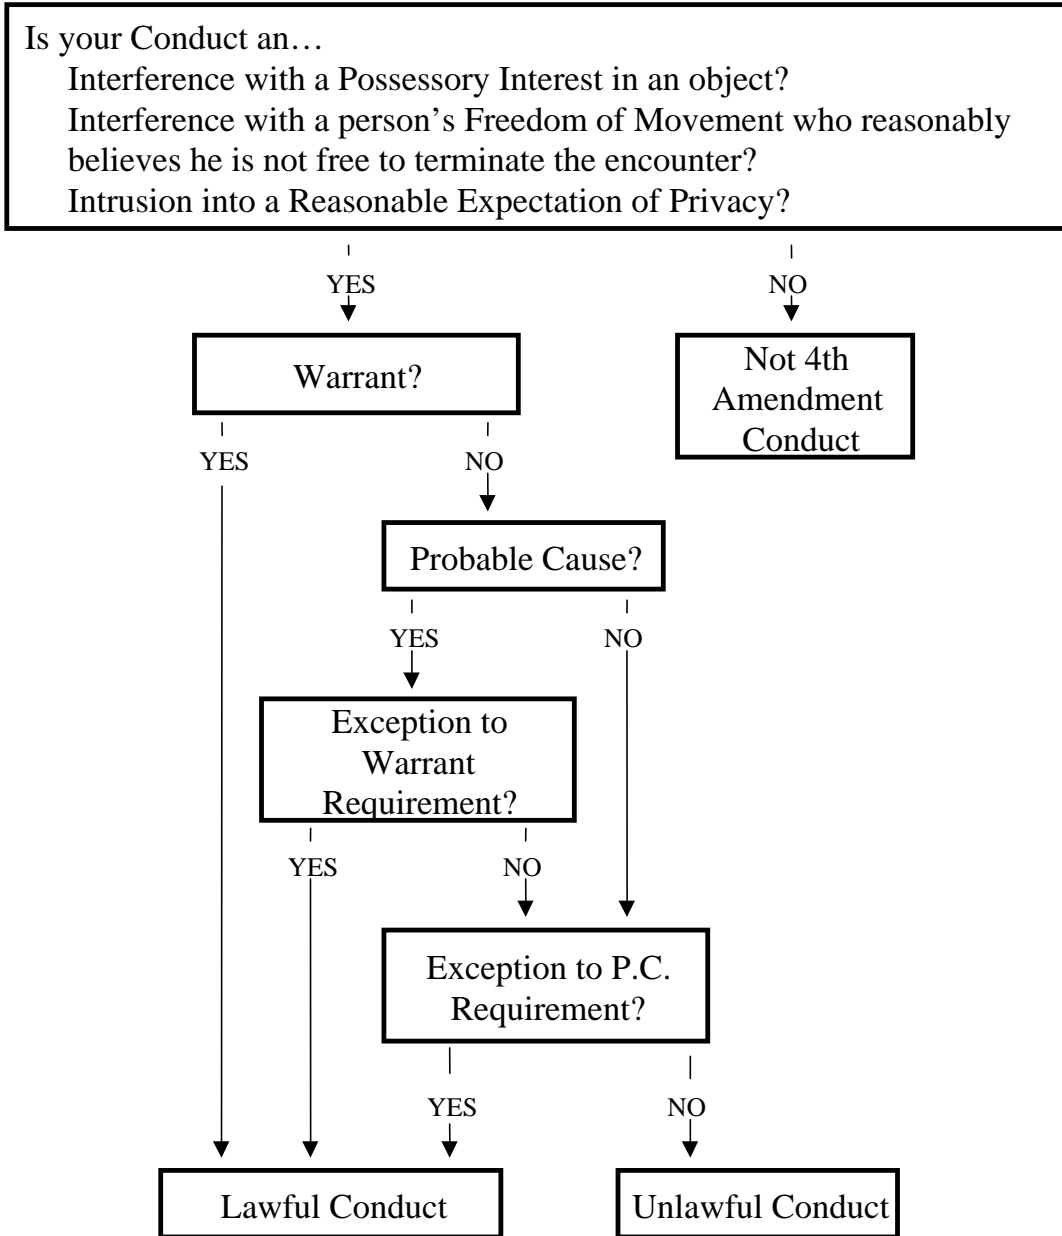 Is your Conduct an…
Interference with a Possessory Interest in an object?
Interference with a person’s Freedom of Movement who reasonably
believes he is not free to terminate the encounter?
Intrusion into a Reasonable Expectation of Privacy?
YES
NO
Warrant?
Not 4th
Amendment
Conduct
YES
NO
Probable Cause?
YES
NO
Exception to
Warrant
Requirement?
YES
NO
Exception to P.C.
Requirement?
YES
NO
Lawful Conduct
Unlawful Conduct